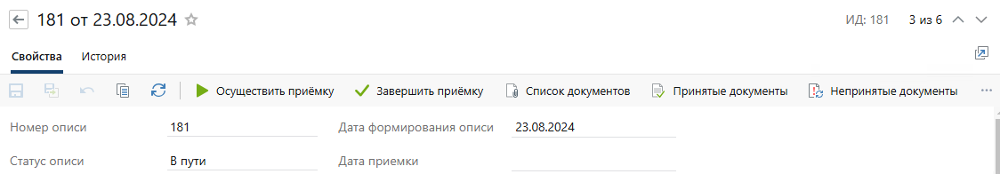 181 от 23.08.2024 ИД: 181 3 из 6
Свойства История
Осуществить приёмку Завершить приёмку Список документов Принятые документы Непринятые документы
Номер описи 181 Дата формирования описи 23.08.2024
Статус описи В пути Дата приемки